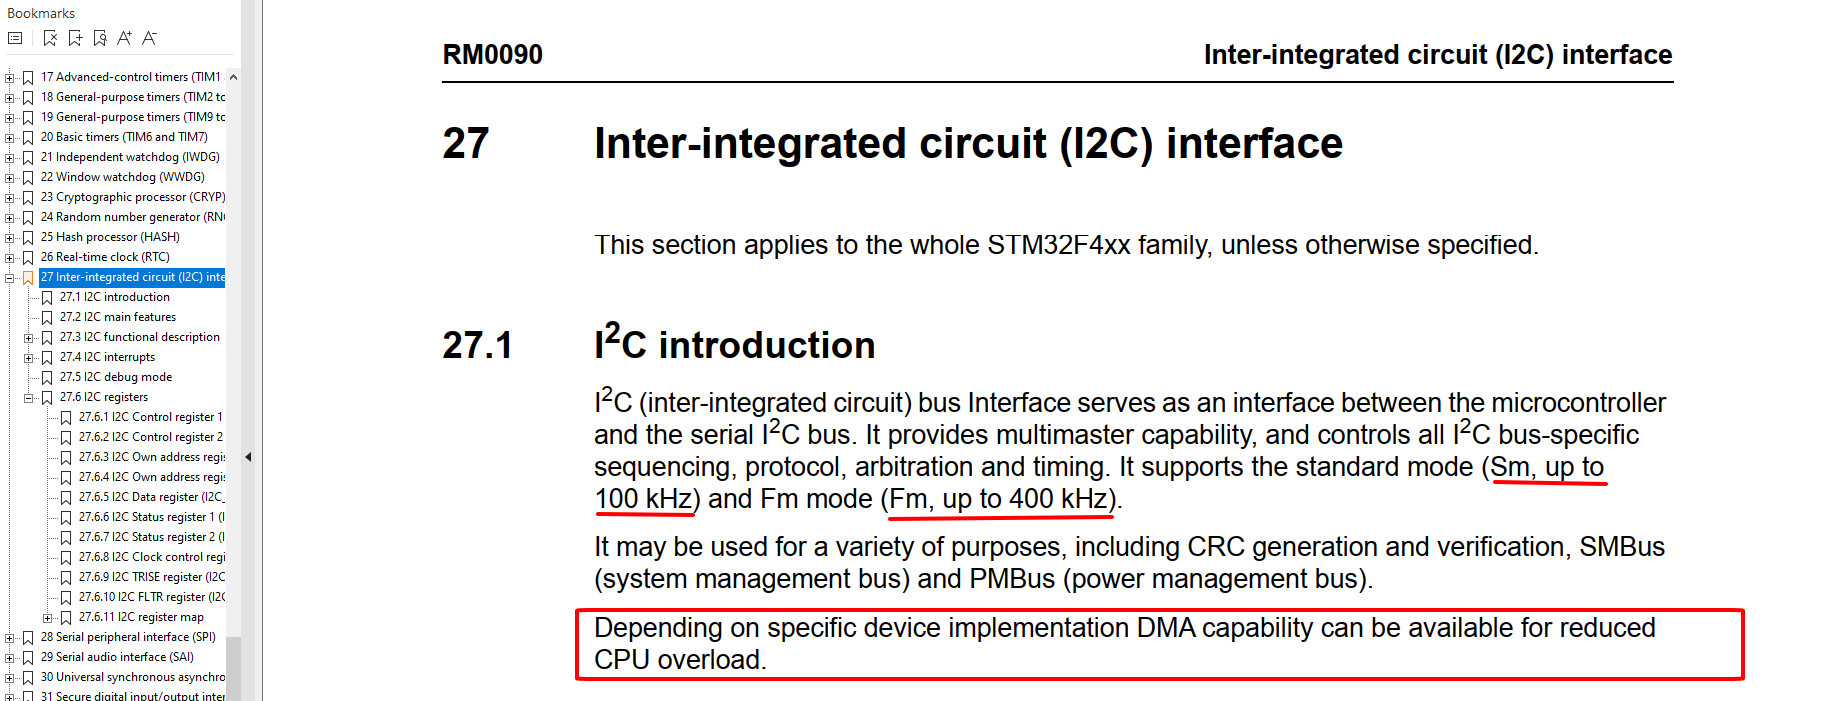 Bookmarks
17 Advanced-control timers (TIM1
18 General-purpose timers (TIM2 to
19 General-purpose timers (TIM9 to
20 Basic timers (TIM6 and TIM7)
21 Independent watchdog (IWDG)
22 Window watchdog (WWDG)
23 Cryptographic processor (CRYP)
24 Random number generator (RN
25 Hash processor (HASH)
26 Real-time clock (RTC)
27 Inter-integrated circuit (I2C) inte
27.1 I2C introduction
27.2 I2C main features
27.3 I2C functional description
27.4 I2C interrupts
27.5 I2C debug mode
27.6 I2C registers
27.6.1 I2C Control register 1
27.6.2 I2C Control register 2
27.6.3 I2C Own address regis
27.6.4 I2C Own address regis
27.6.5 I2C Data register (I2C_
27.6.6 I2C Status register 1 (I
27.6.7 I2C Status register 2 (I
27.6.8 I2C Clock control regi
27.6.9 I2C TRISE register (I2C
27.6.10 I2C FLTR register (I2C
27.6.11 I2C register map
28 Serial peripheral interface (SPI)
29 Serial audio interface (SAI)
30 Universal synchronous asynchro
31 Secure digital input/output inter
RM0090 Inter-integrated circuit (I2C) interface
27 Inter-integrated circuit (I2C) interface
This section applies to the whole STM32F4xx family, unless otherwise specified.
27.1 I²C introduction
I²C (inter-integrated circuit) bus Interface serves as an interface between the microcontroller
and the serial I²C bus. It provides multimaster capability, and controls all I²C bus-specific
sequencing, protocol, arbitration and timing. It supports the standard mode (Sm, up to
100 kHz) and Fm mode (Fm, up to 400 kHz).
It may be used for a variety of purposes, including CRC generation and verification, SMBus
(system management bus) and PMBus (power management bus).
Depending on specific device implementation DMA capability can be available for reduced
CPU overload.